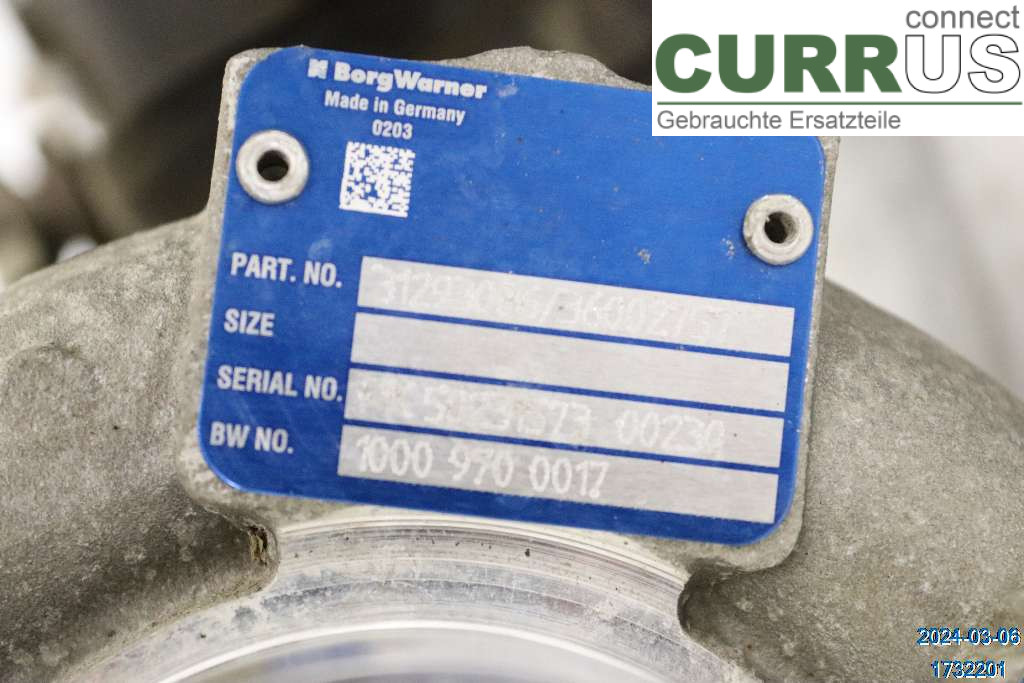 connect
CURRUS
Gebrauchte Ersatzteile
BorgWarner
Made in Germany
0203
PART. NO.
SIZE
SERIAL NO. 00230
BW NO. 1000 970 0017
2024-03-06
1732201